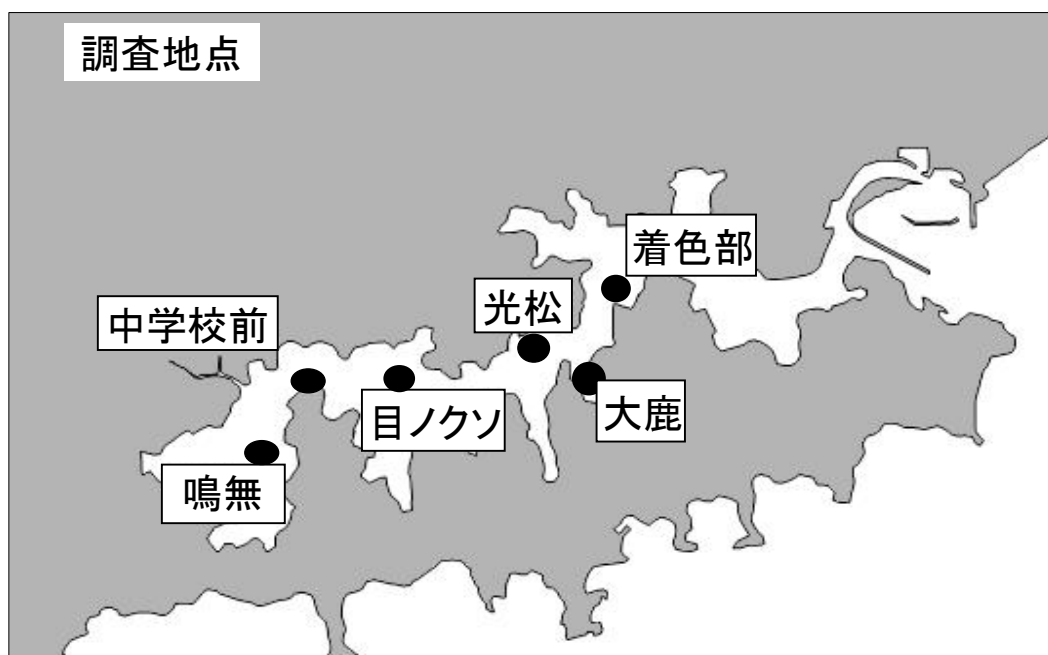 調査地点
着色部
光松
中学校前
目ノクソ
大鹿
鳴無